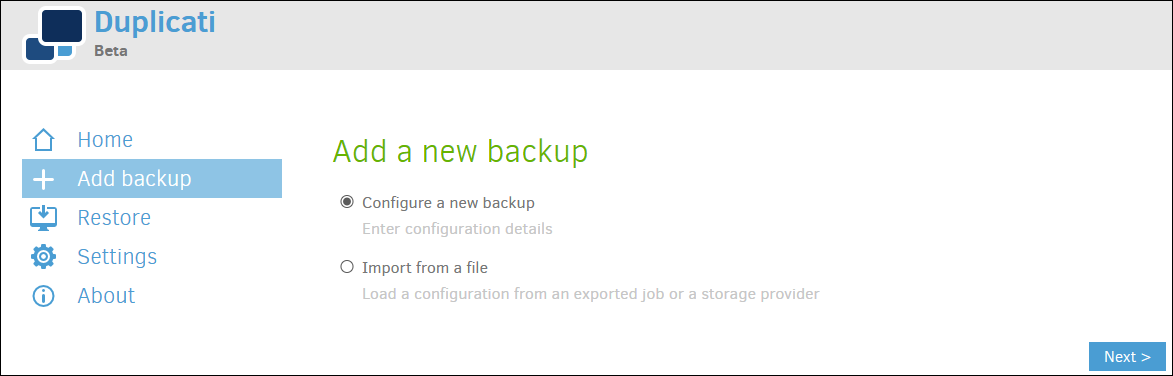 Duplicati
Beta
Home
Add backup
Restore
Settings
About
Add a new backup
Configure a new backup
Enter configuration details
Import from a file
Load a configuration from an exported job or a storage provider
Next >